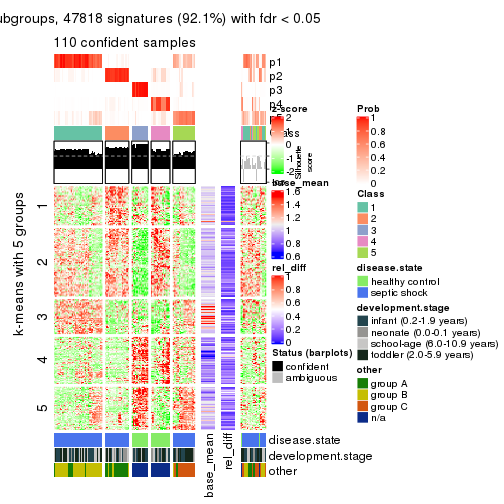 subgroups, 47818 signatures (92.1%) with fdr < 0.05
110 confident samples
p1
p2
p3
p4
p5
Class
Silhouette
score
z-score
2
1
0
-1
-2
base_mean
1.6
1.4
1.2
1
0.8
0.6
rel_diff
1
0.8
0.6
0.4
0.2
0
Status (barplots)
confident
ambiguous
Prob
1
0.8
0.6
0.4
0.2
0
Class
1
2
3
4
5
disease.state
healthy control
septic shock
development.stage
infant (0.2-1.9 years)
neonate (0.0-0.1 years)
school-age (6.0-10.9 years)
toddler (2.0-5.9 years)
other
group A
group B
group C
n/a
k-means with 5 groups
1
2
3
4
5
disease.state
development.stage
other
base_mean
rel_diff